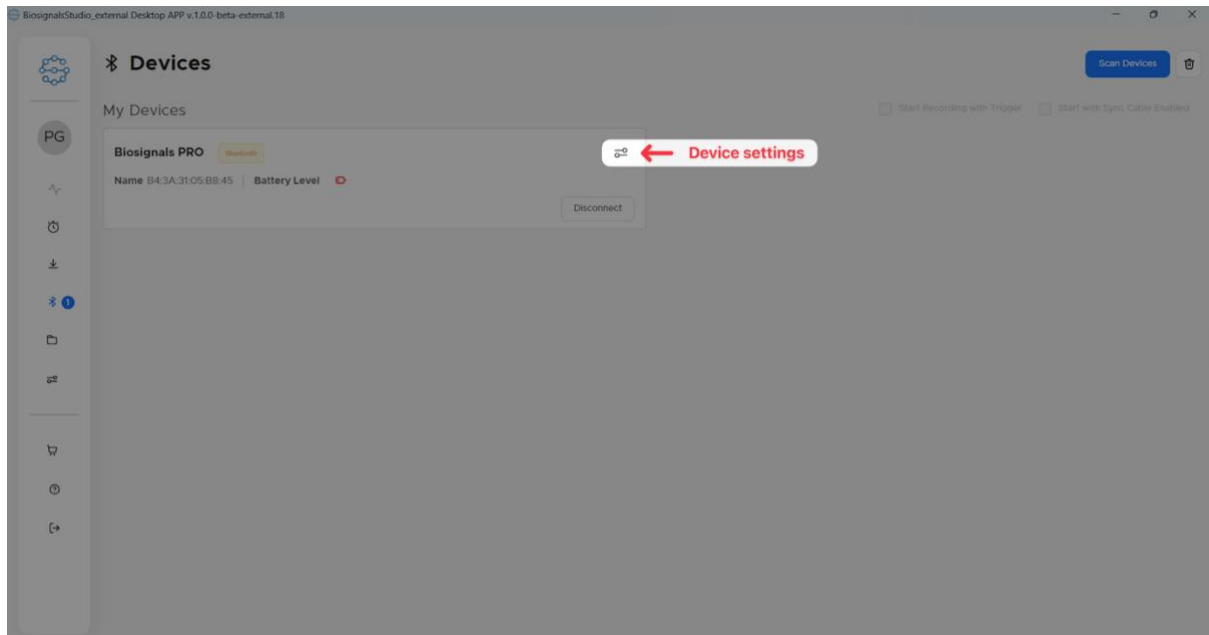 BiosignalsStudio_external Desktop APP v.1.0.0-beta-external.18
Devices
Scan Devices
My Devices
Start Recording with Trigger
Start with Sync Cable Enabled
PG
Biosignals PRO
Bluetooth
Device settings
Name B4:3A:31:05:B8:45 | Battery Level
Disconnect
1